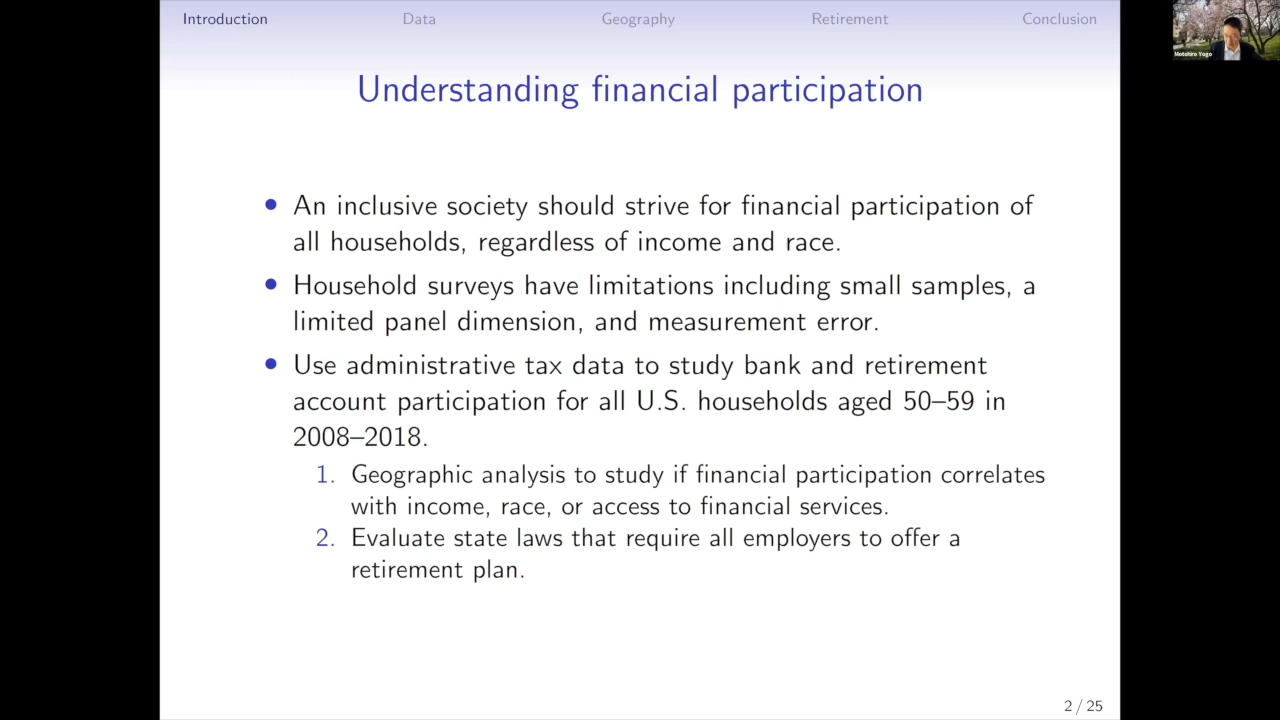 Introduction Data Geography Retirement Conclusion
Motohiro Yogo
Understanding financial participation
• An inclusive society should strive for financial participation of
all households, regardless of income and race.
• Household surveys have limitations including small samples, a
limited panel dimension, and measurement error.
• Use administrative tax data to study bank and retirement
account participation for all U.S. households aged 50–59 in
2008–2018.
1. Geographic analysis to study if financial participation correlates
with income, race, or access to financial services.
2. Evaluate state laws that require all employers to offer a
retirement plan.
2 / 25